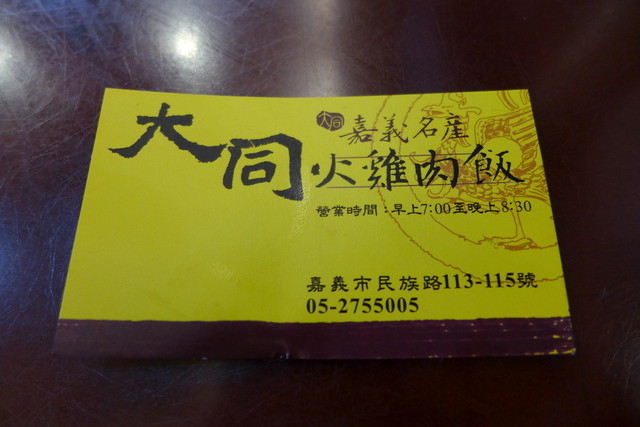 大同
大同 嘉義名産
火雞肉飯
營業時間：早上7:00至晚上8:30
嘉義市民族路113-115號
05-2755005